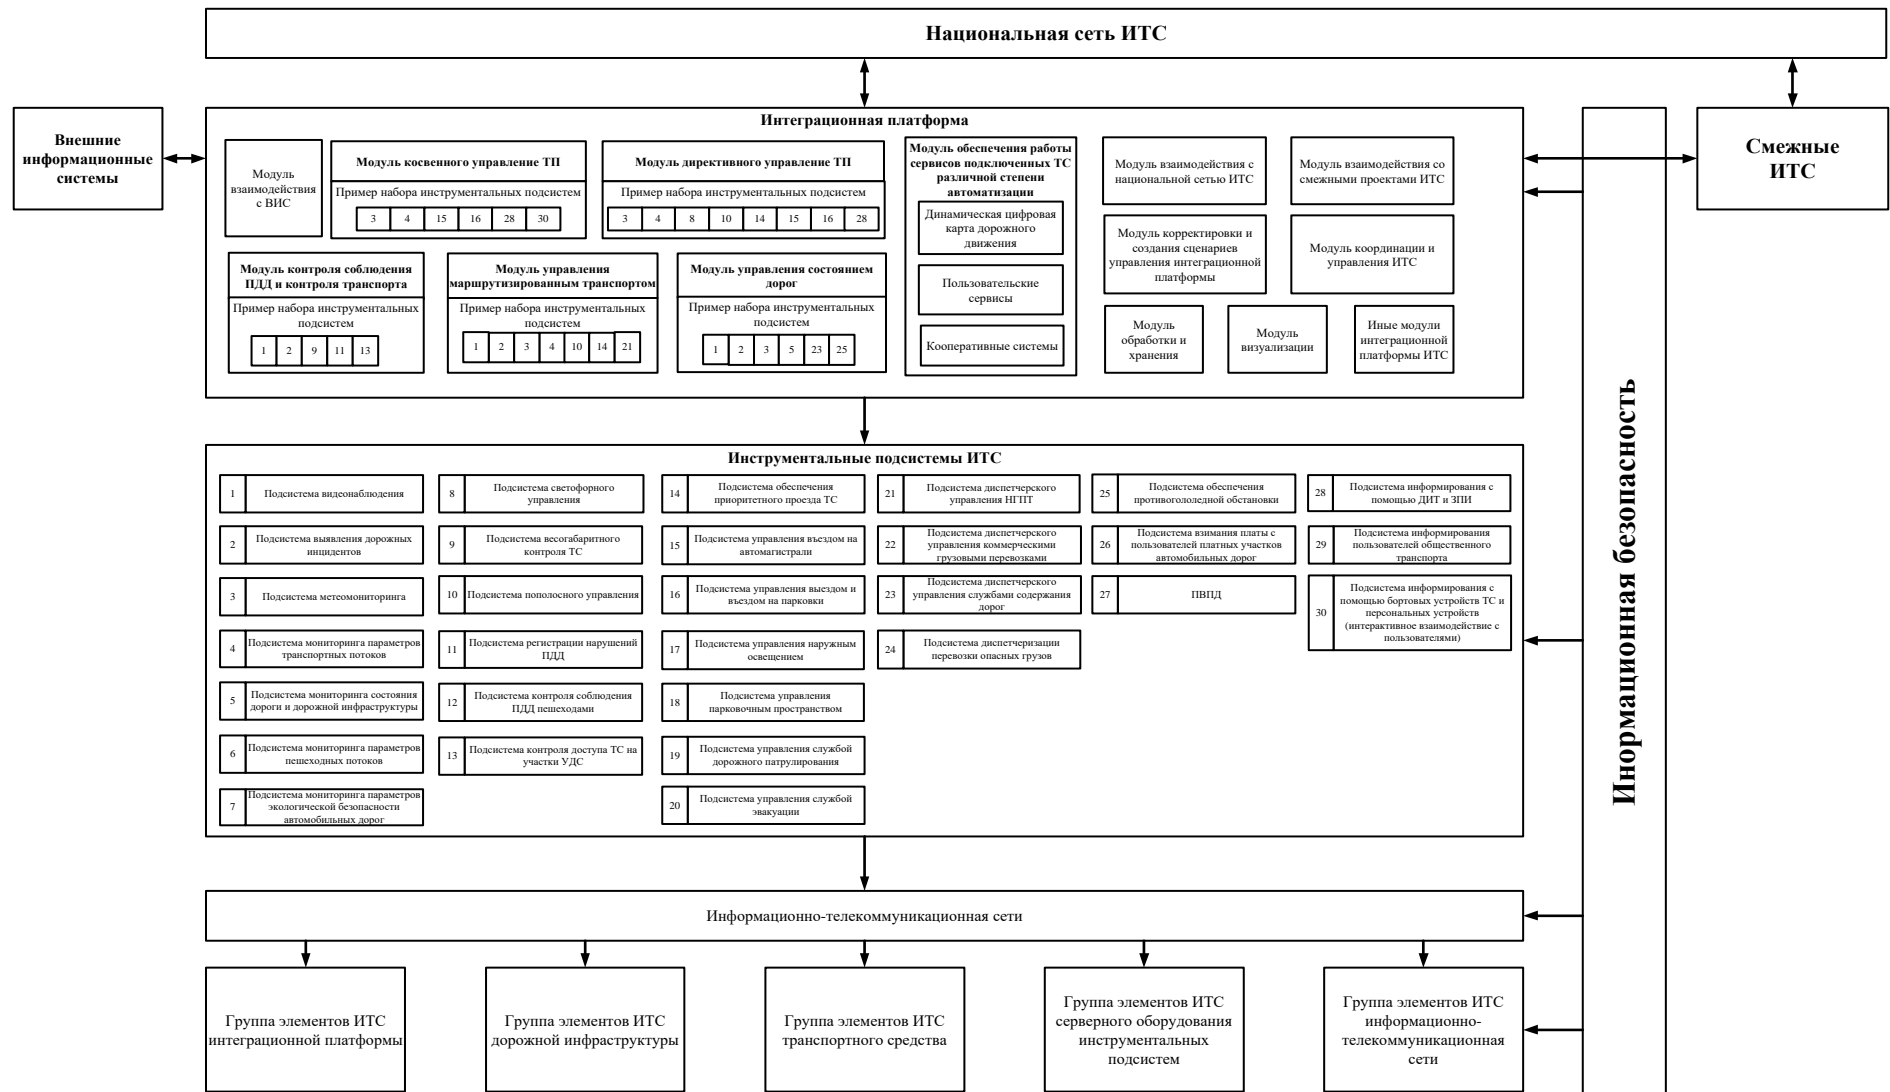 Национальная сеть ИТС
Внешние
информационные
системы
Интеграционная платформа
Модуль
взаимодействия
с ВИС
Модуль косвенного управление ТП
Пример набора инструментальных подсистем
3 4 15 16 28 30
Модуль директивного управление ТП
Пример набора инструментальных подсистем
3 4 8 10 14 15 16 28
Модуль обеспечения работы
сервисов подключенных ТС
различной степени
автоматизации
Динамическая цифровая
карта дорожного
движения
Пользовательские
сервисы
Кооперативные системы
Модуль взаимодействия с
национальной сетью ИТС
Модуль взаимодействия со
смежными проектами ИТС
Модуль корректировки и
создания сценариев
управления интеграционной
платформы
Модуль координации и
управления ИТС
Модуль
обработки и
хранения
Модуль
визуализации
Иные модули
интеграционной
платформы ИТС
Модуль контроля соблюдения
ПДД и контроля транспорта
Пример набора инструментальных
подсистем
1 2 9 11 13
Модуль управления
маршрутизированным транспортом
Пример набора инструментальных
подсистем
1 2 3 4 10 14 21
Модуль управления состоянием
дорог
Пример набора инструментальных
подсистем
1 2 3 5 23 25
Смежные
ИТС
Инормационная безопасность
Инструментальные подсистемы ИТС
1 Подсистема видеонаблюдения
2 Подсистема выявления дорожных
инцидентов
3 Подсистема метеомониторинга
4 Подсистема мониторинга параметров
транспортных потоков
5 Подсистема мониторинга состояния
дороги и дорожной инфраструктуры
6 Подсистема мониторинга параметров
пешеходных потоков
7 Подсистема мониторинга параметров
экологической безопасности
автомобильных дорог
8 Подсистема светофорного
управления
9 Подсистема весогабаритного
контроля ТС
10 Подсистема пополосного управления
11 Подсистема регистрации нарушений
ПДД
12 Подсистема контроля соблюдения
ПДД пешеходами
13 Подсистема контроля доступа ТС на
участки УДС
14 Подсистема обеспечения
приоритетного проезда ТС
15 Подсистема управления въездом на
автомагистрали
16 Подсистема управления выездом и
въездом на парковки
17 Подсистема управления наружным
освещением
18 Подсистема управления
парковочным пространством
19 Подсистема управления службой
дорожного патрулирования
20 Подсистема управления службой
эвакуации
21 Подсистема диспетчерского
управления НГПТ
22 Подсистема диспетчерского
управления коммерческими
грузовыми перевозками
23 Подсистема диспетчерского
управления службами содержания
дорог
24 Подсистема диспетчеризации
перевозки опасных грузов
25 Подсистема обеспечения
противогололедной обстановки
26 Подсистема взимания платы с
пользователей платных участков
автомобильных дорог
27 ПВПД
28 Подсистема информирования с
помощью ДИТ и ЗПИ
29 Подсистема информирования
пользователей общественного
транспорта
30 Подсистема информирования с
помощью бортовых устройств ТС и
персональных устройств
(интерактивное взаимодействие с
пользователями)
Информационно-телекоммуникационная сети
Группа элементов ИТС
интеграционной платформы
Группа элементов ИТС
дорожной инфраструктуры
Группа элементов ИТС
транспортного средства
Группа элементов ИТС
серверного оборудования
инструментальных
подсистем
Группа элементов ИТС
информационно-
телекоммуникационная
сети